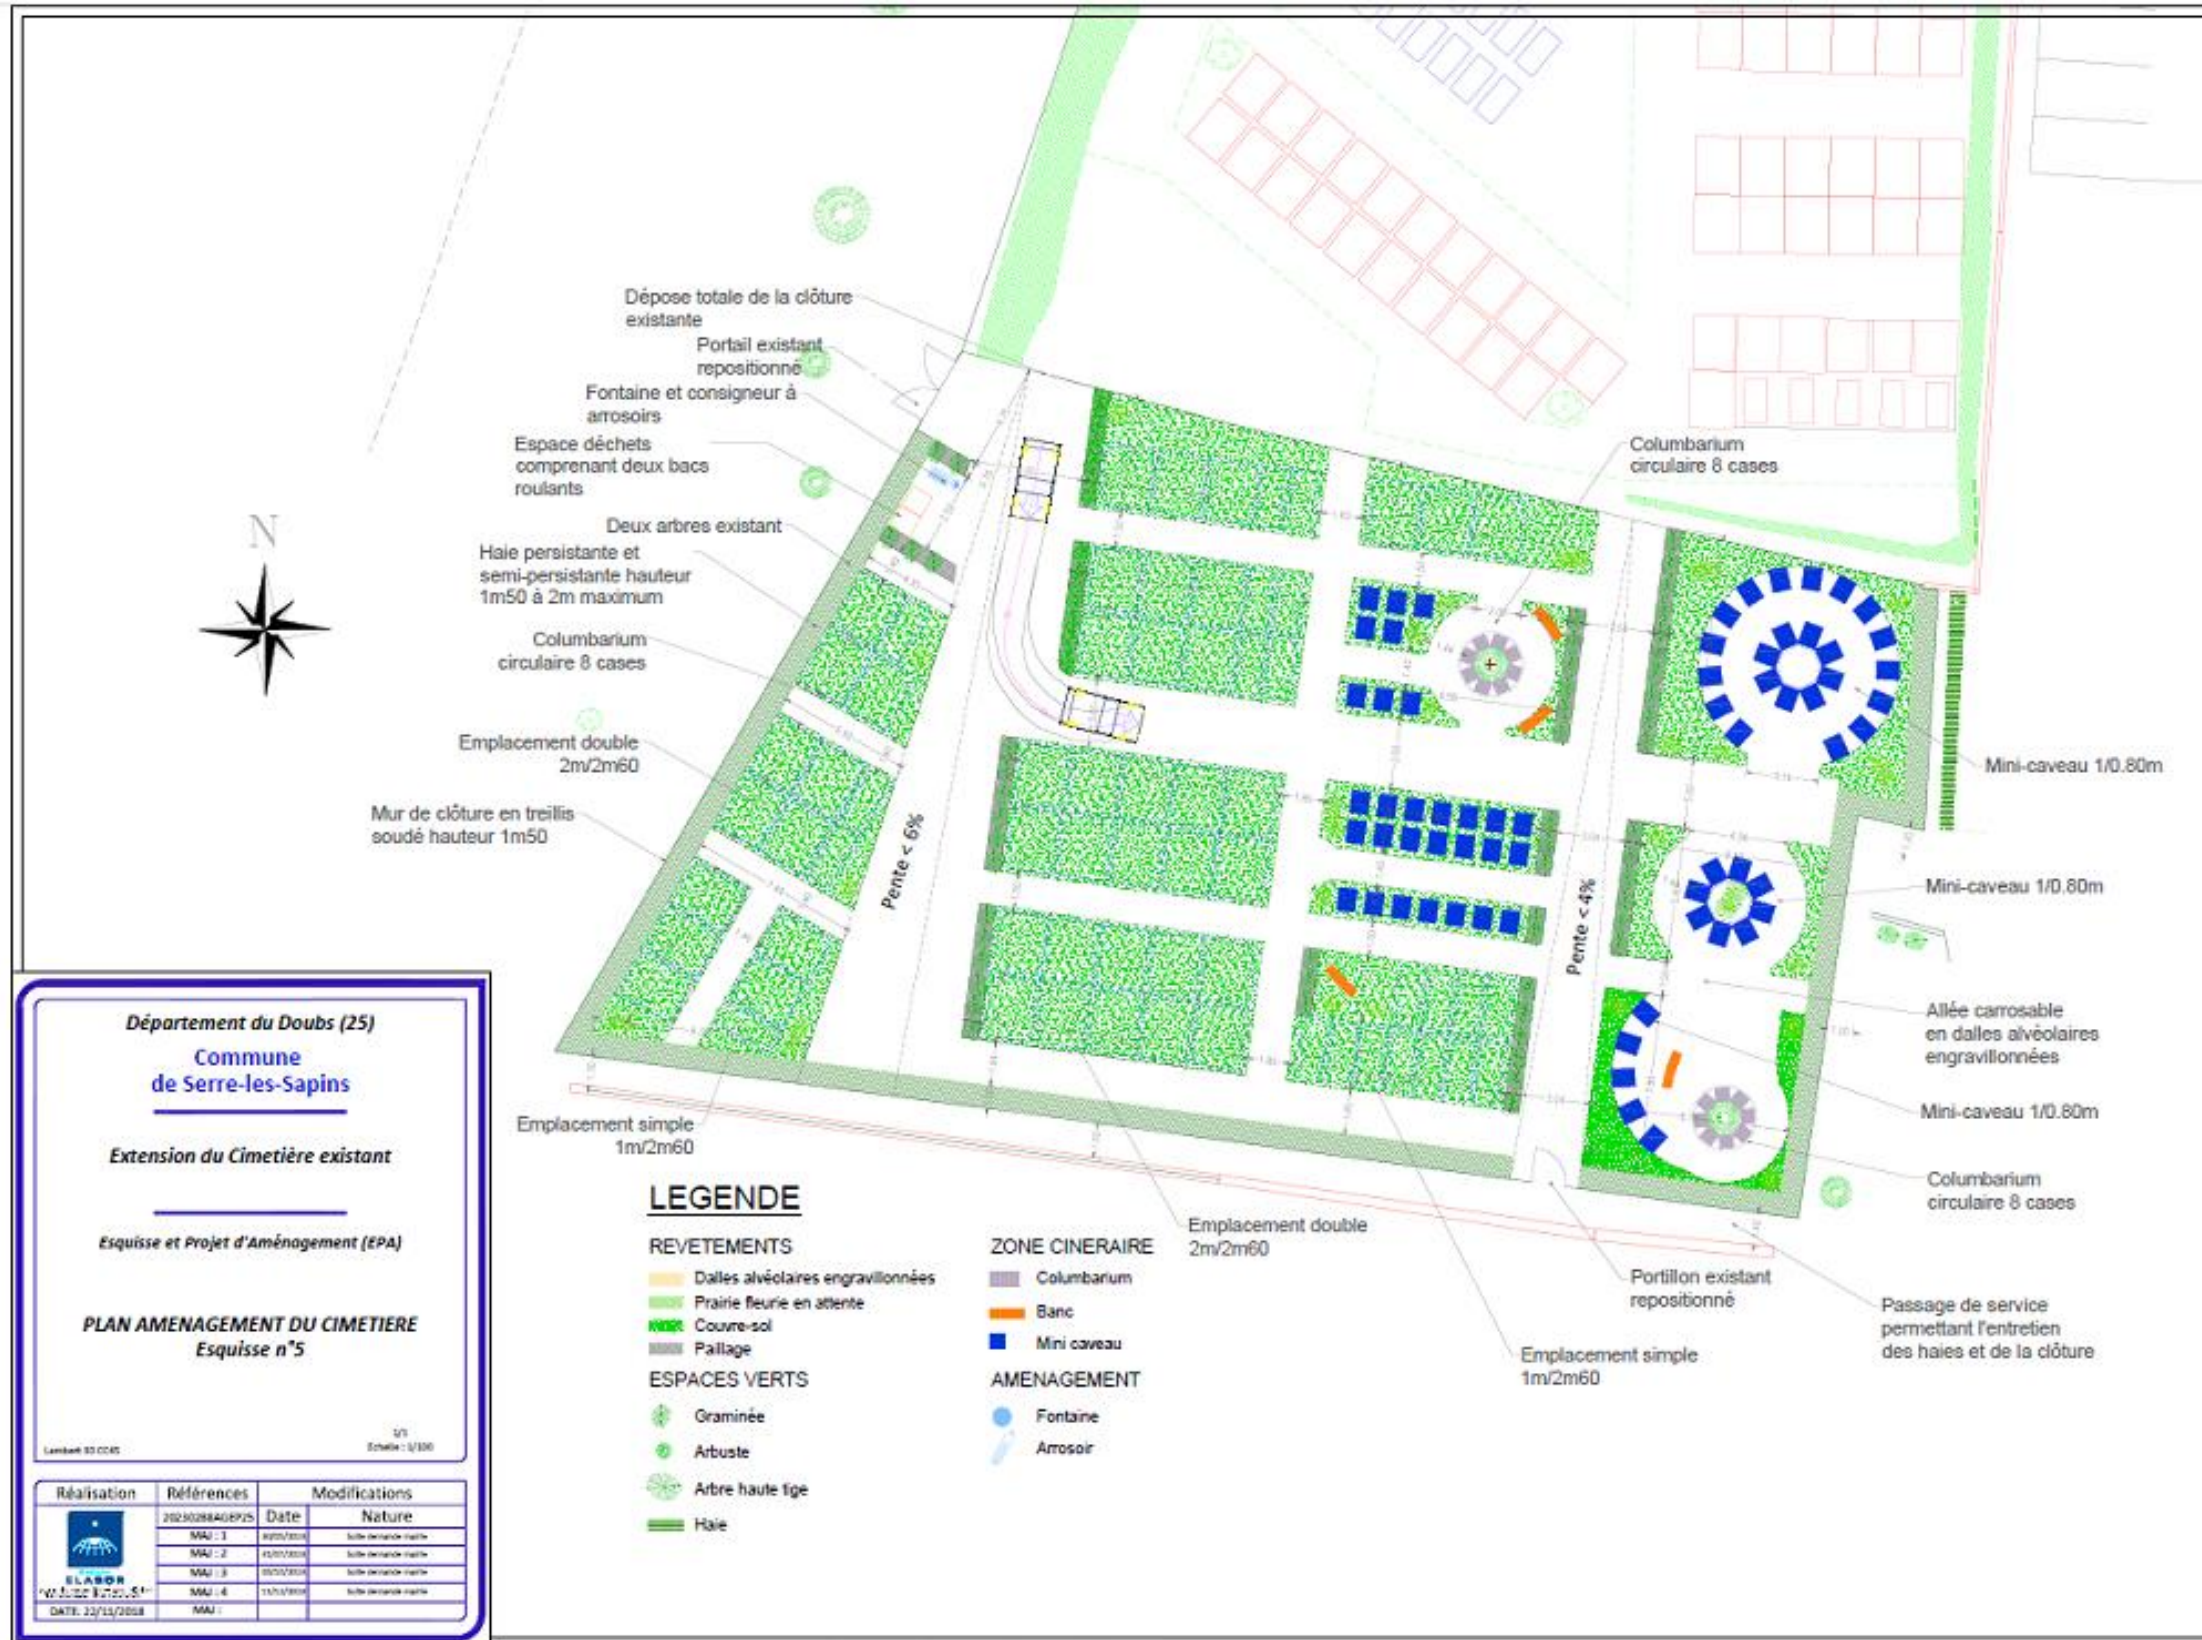 Dépose totale de la clôture
existante
Portail existant
repositionné
Fontaine et consigneur à
arrosoirs
Espace déchets
comprenant deux bacs
roulants
Deux arbres existant
Haie persistante et
semi-persistante hauteur
1m50 à 2m maximum
Columbarium
circulaire 8 cases
Emplacement double
2m/2m60
Mur de clôture en treillis
soudé hauteur 1m50
Emplacement simple
1m/2m60
N
Pente < 6%
Pente < 4%
Columbarium
circulaire 8 cases
Mini-caveau 1/0.80m
Mini-caveau 1/0.80m
Allée carrosable
en dalles alvéolaires
engravillonnées
Mini-caveau 1/0.80m
Columbarium
circulaire 8 cases
Emplacement double
2m/2m60
Portillon existant
repositionné
Emplacement simple
1m/2m60
Passage de service
permettant l'entretien
des haies et de la clôture
LEGENDE
REVETEMENTS
Dalles alvéolaires engravillonnées
Prairie fleurie en attente
Couvre-sol
Paillage
ESPACES VERTS
Graminée
Arbuste
Arbre haute tige
Haie
ZONE CINERAIRE
Columbarium
Banc
Mini caveau
AMENAGEMENT
Fontaine
Arrosoir
Département du Doubs (25)
Commune
de Serre-les-Sapins
Extension du Cimetière existant
Esquisse et Projet d'Aménagement (EPA)
PLAN AMENAGEMENT DU CIMETIERE
Esquisse n°5
1/1
Echelle : 1/100
Réalisation Références Modifications
Date Nature
MAJ : 1
MAJ : 2
MAJ : 3
MAJ : 4
MAJ :
ELABOR
DATE: 22/11/2018